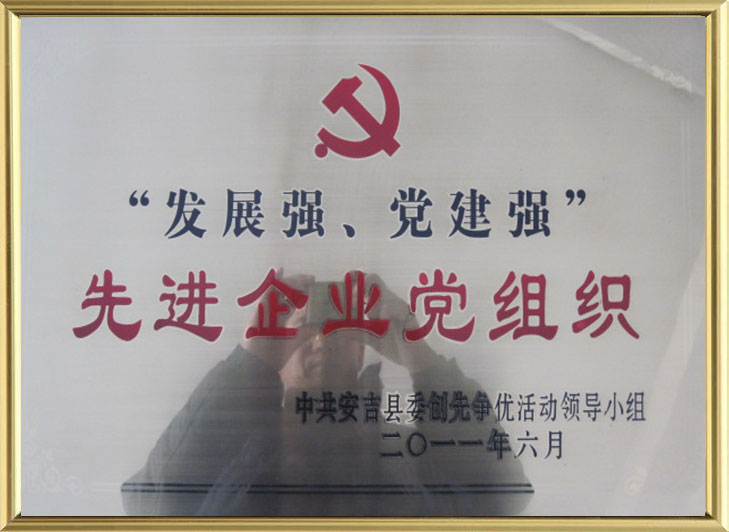 “发展强、党建强”
先进企业党组织
中共安吉县委创先争优活动领导小组
二〇一一年六月